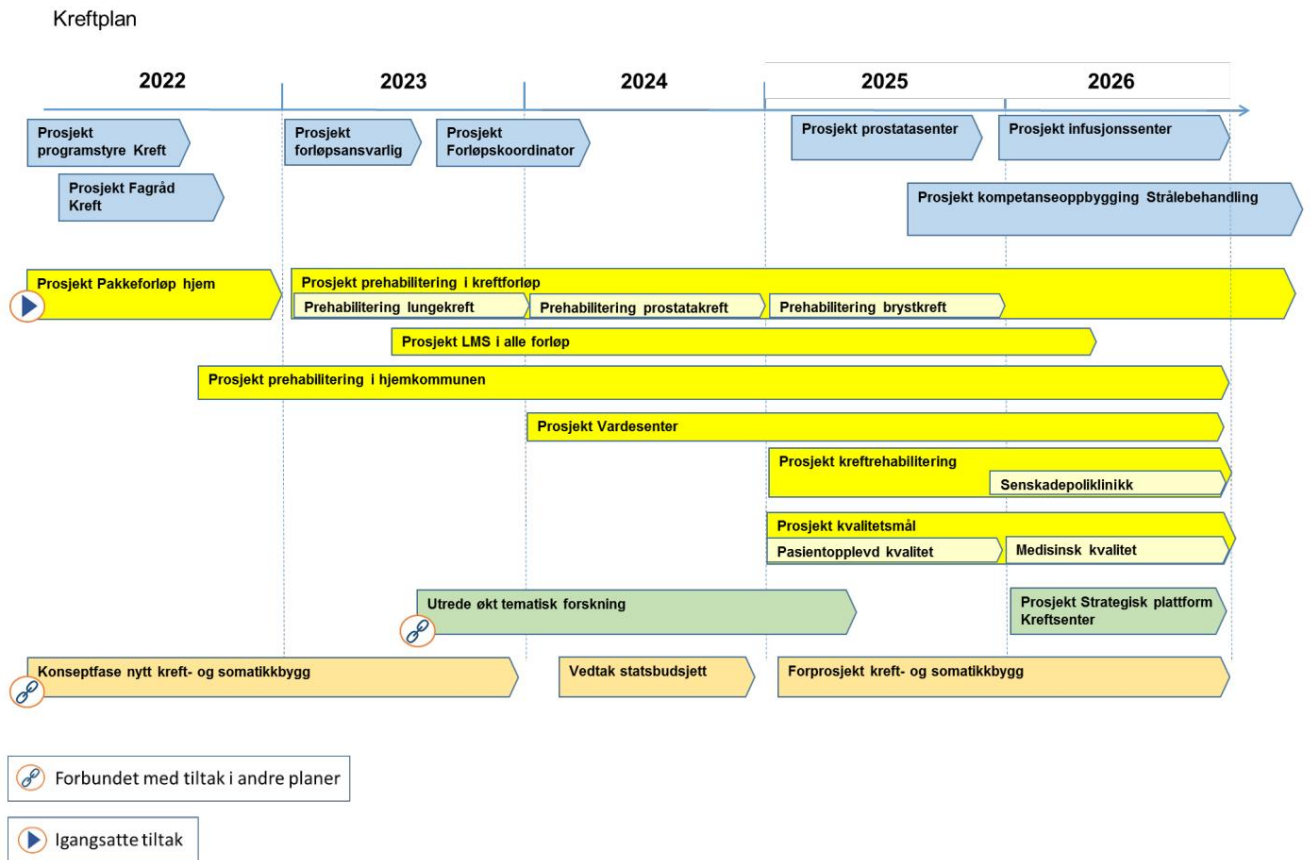 Kreftplan
2022
2023
2024
2025
2026
Prosjekt
programstyre Kreft
Prosjekt
forløpsansvarlig
Prosjekt
Forløpskoordinator
Prosjekt prostatasenter
Prosjekt infusjonssenter
Prosjekt Fagråd
Kreft
Prosjekt kompetanseoppbygging Strålebehandling
Prosjekt Pakkeforløp hjem
Prosjekt prehabilitering i kreftforløp
Prehabilitering lungekreft
Prehabilitering prostatakreft
Prehabilitering brystkreft
Prosjekt LMS i alle forløp
Prosjekt prehabilitering i hjemkommunen
Prosjekt Vardesenter
Prosjekt kreftrehabilitering
Senskadepoliklinikk
Prosjekt kvalitetsmål
Pasientopplevd kvalitet
Medisinsk kvalitet
Utrede økt tematisk forskning
Prosjekt Strategisk plattform
Kreftsenter
Konseptfase nytt kreft- og somatikkbygg
Vedtak statsbudsjett
Forprosjekt kreft- og somatikkbygg
Forbundet med tiltak i andre planer
Igangsatte tiltak